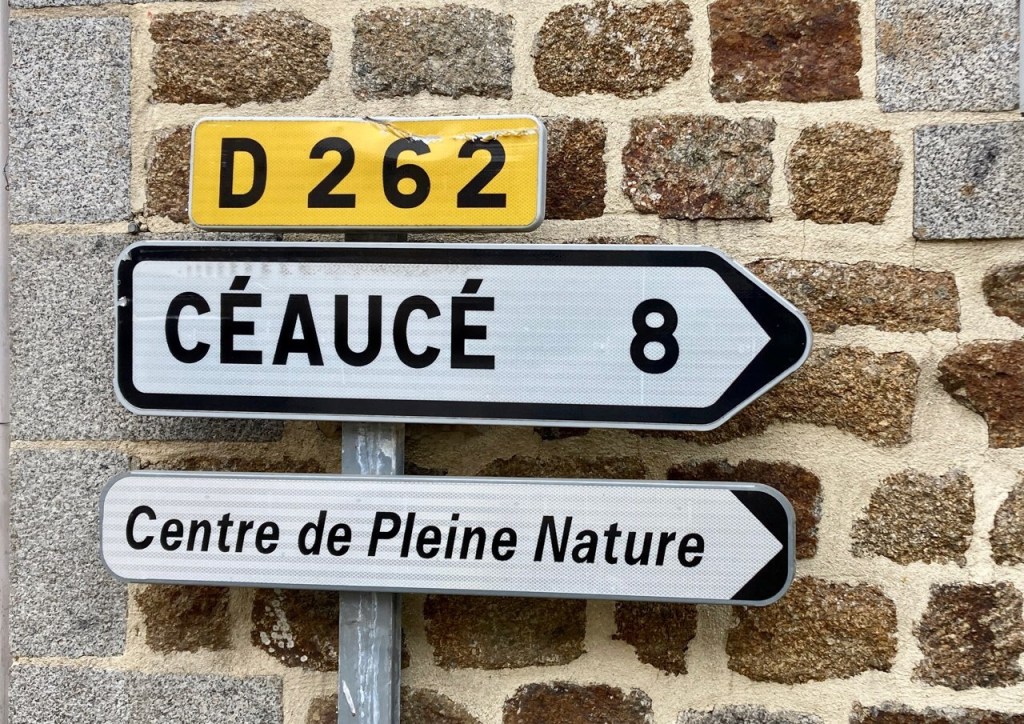 D 262
CÉAUCÉ 8
Centre de Pleine Nature